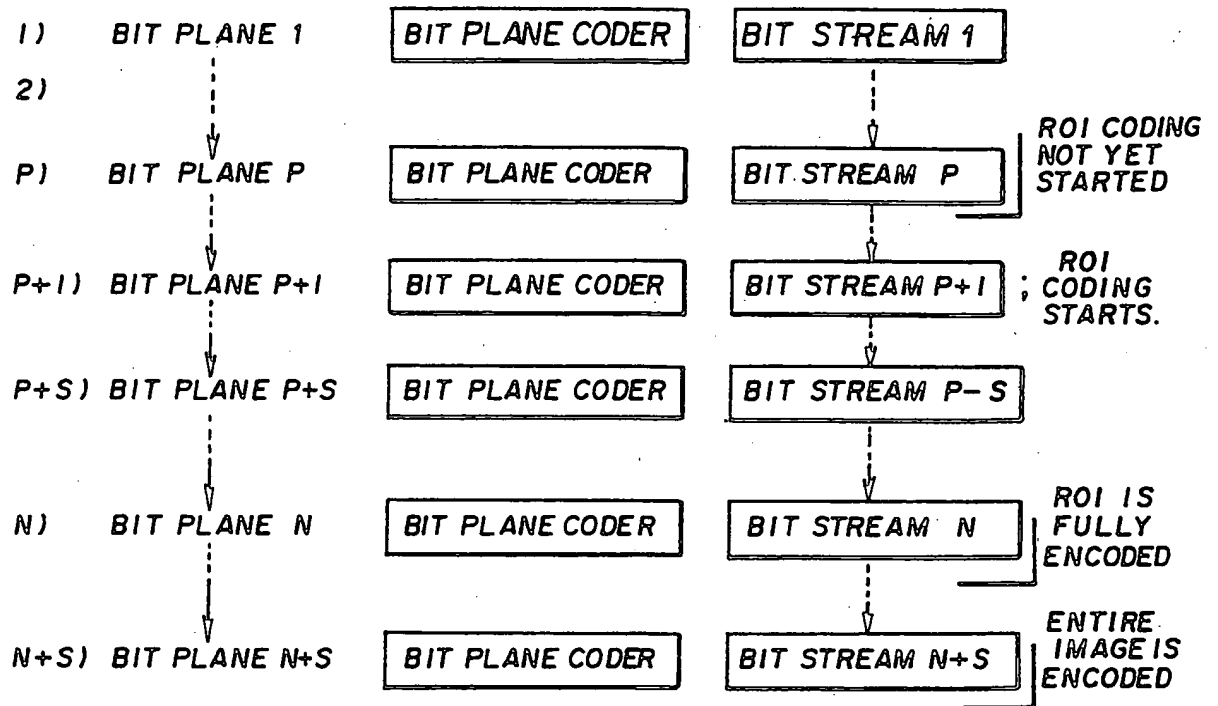 1) BIT PLANE 1 BIT PLANE CODER BIT STREAM 1
2)
P) BIT PLANE P BIT PLANE CODER BIT STREAM P
ROI CODING
NOT YET
STARTED
P+1) BIT PLANE P+1 BIT PLANE CODER BIT STREAM P+1
; ROI
CODING
STARTS.
P+S) BIT PLANE P+S BIT PLANE CODER BIT STREAM P-S
N) BIT PLANE N BIT PLANE CODER BIT STREAM N
ROI IS
FULLY
ENCODED
N+S) BIT PLANE N+S BIT PLANE CODER BIT STREAM N+S
ENTIRE
IMAGE IS
ENCODED